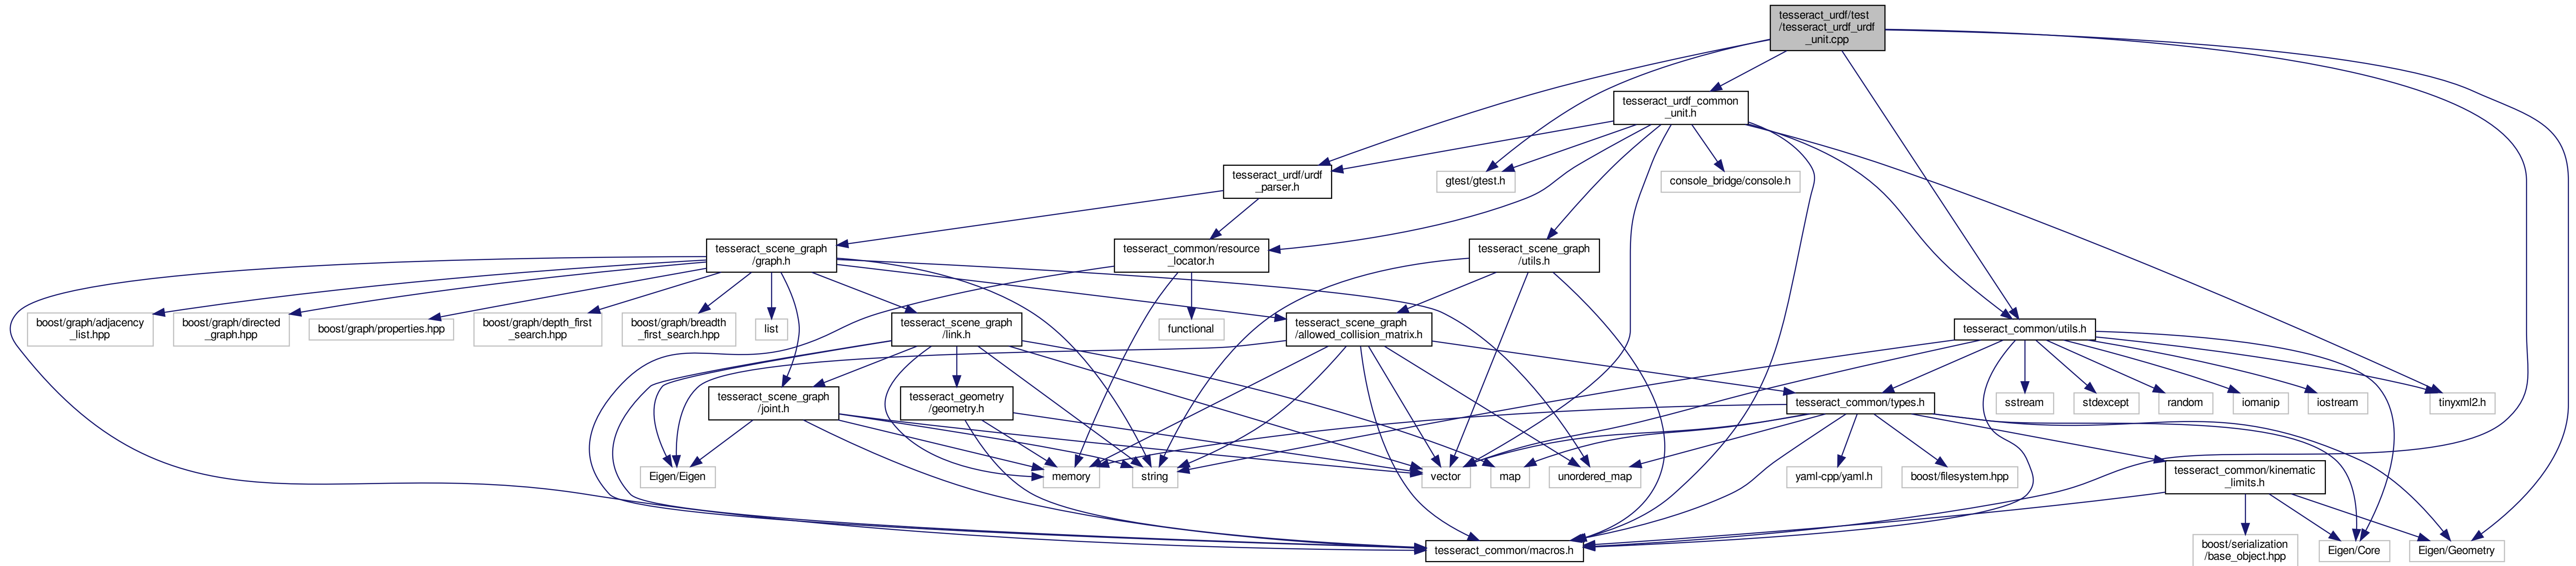 tesseract_urdf/test
/tesseract_urdf_urdf
_unit.cpp
tesseract_urdf_common
_unit.h
tesseract_urdf/urdf
_parser.h
gtest/gtest.h
console_bridge/console.h
tesseract_scene_graph
/graph.h
tesseract_common/resource
_locator.h
tesseract_scene_graph
/utils.h
boost/graph/adjacency
_list.hpp
boost/graph/directed
_graph.hpp
boost/graph/properties.hpp
boost/graph/depth_first
_search.hpp
boost/graph/breadth
_first_search.hpp
list
tesseract_scene_graph
/link.h
functional
tesseract_scene_graph
/allowed_collision_matrix.h
tesseract_common/utils.h
tesseract_scene_graph
/joint.h
tesseract_geometry
/geometry.h
tesseract_common/types.h
sstream
stdexcept
random
iomanip
iostream
tinyxml2.h
Eigen/Eigen
memory
string
vector
map
unordered_map
yaml-cpp/yaml.h
boost/filesystem.hpp
tesseract_common/kinematic
_limits.h
tesseract_common/macros.h
boost/serialization
/base_object.hpp
Eigen/Core
Eigen/Geometry